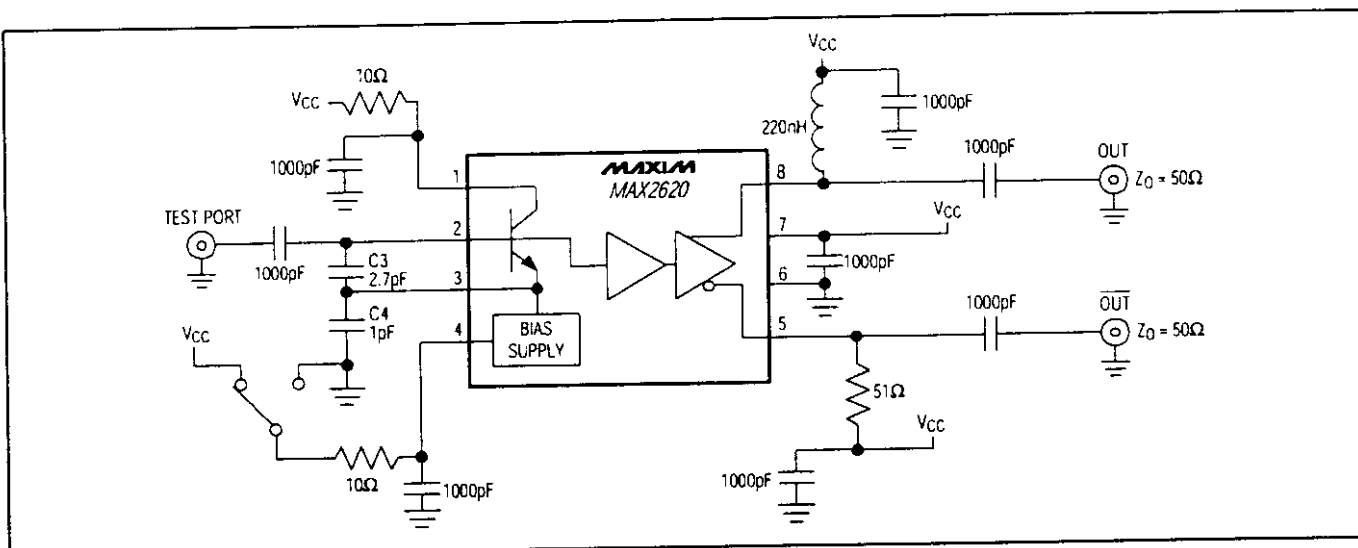 VCC
10Ω
1000pF
VCC
220nH
1000pF
MAXIM
MAX2620
1
2
3
4
8
7
6
5
TEST PORT
1000pF
C3
2.7pF
C4
1pF
VCC
10Ω
1000pF
BIAS
SUPPLY
1000pF
OUT
Z0 = 50Ω
VCC
1000pF
1000pF
OUT
Z0 = 50Ω
51Ω
VCC
1000pF